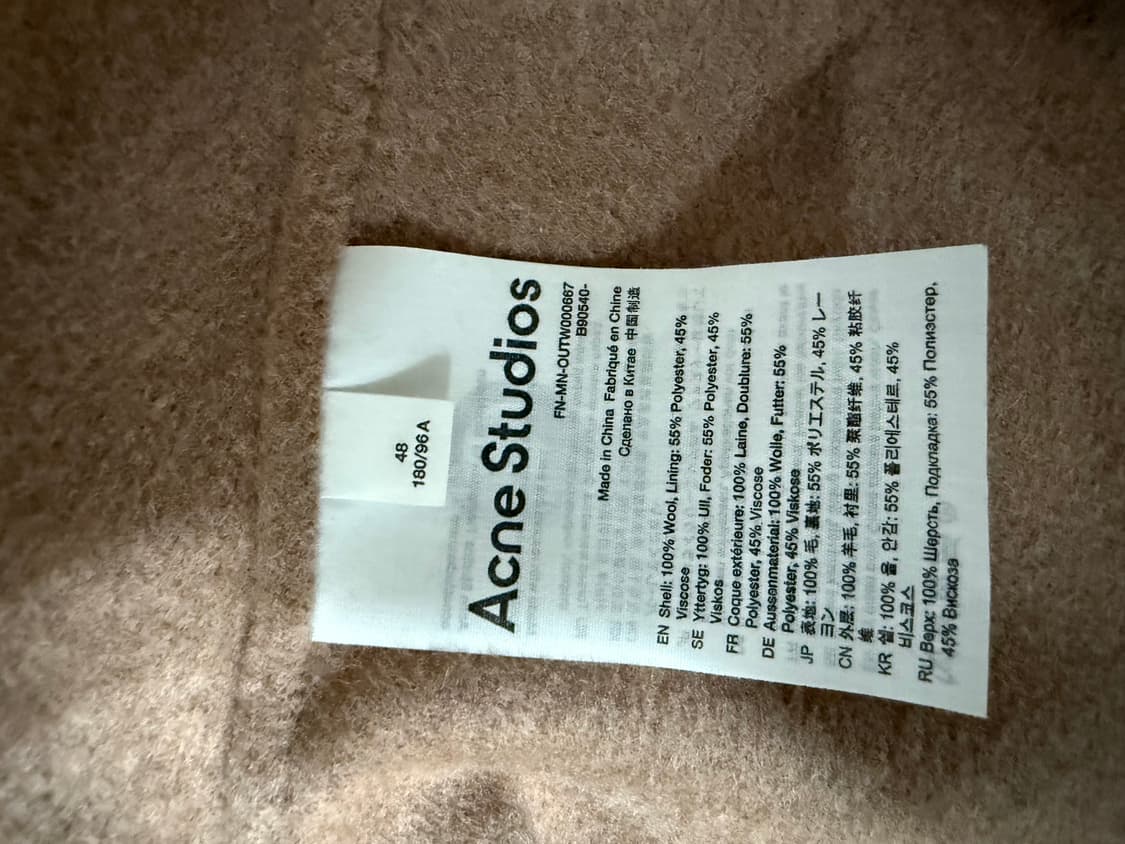 48
180/96A
Acne Studios
FN-MN-OUTW000667
B90540-
Made in China Fabriqué en Chine
Сделано в Китае 中国制造
EN Shell: 100% Wool, Lining: 55% Polyester, 45%
Viscose
SE Yttertyg: 100% Ull, Foder: 55% Polyester, 45%
Viskos
FR Coque extérieure: 100% Laine, Doublure: 55%
Polyester, 45% Viscose
DE Aussenmaterial: 100% Wolle, Futter: 55%
Polyester, 45% Viskose
JP 表地: 100% 毛, 裏地: 55% ポリエステル, 45% レー
ヨン
CN 外层: 100% 羊毛, 衬里: 55% 聚酯纤维, 45% 粘胶纤
维
KR 쉘: 100% 울, 안감: 55% 폴리에스테르, 45%
비스코스
RU Верх: 100% Шерсть, Подкладка: 55% Полиэстер,
45% Вискоза